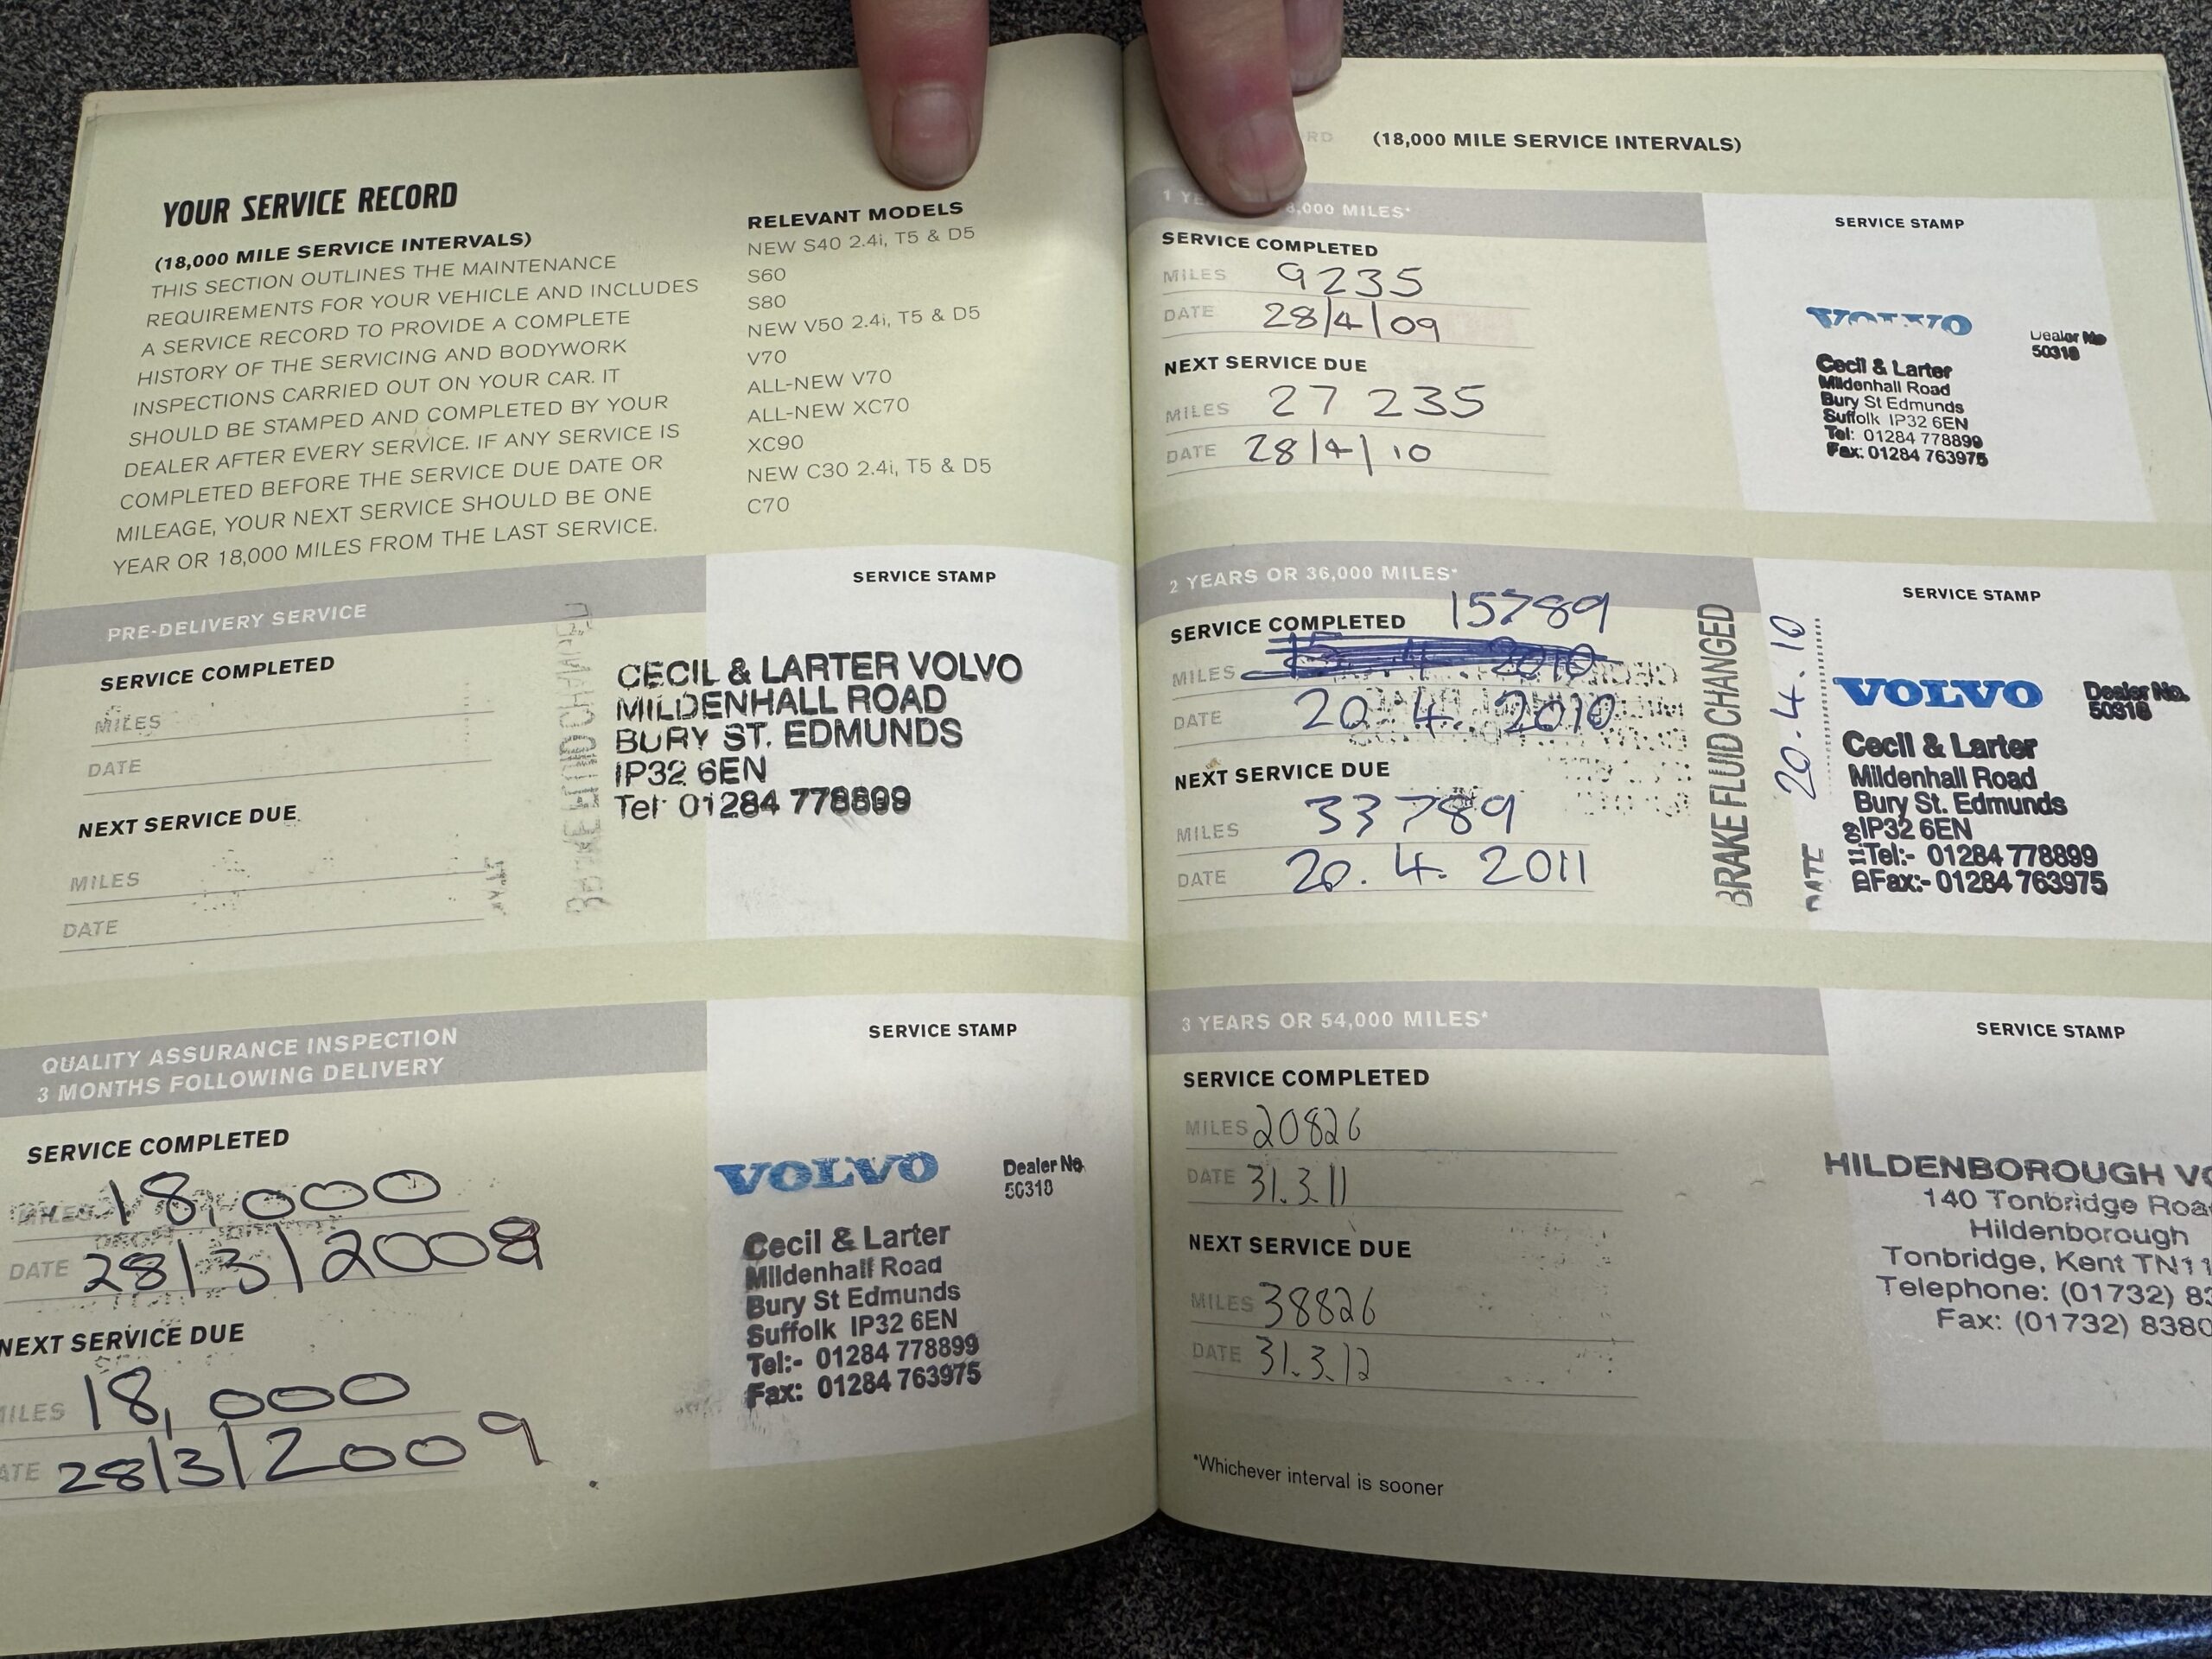 YOUR SERVICE RECORD
(18,000 MILE SERVICE INTERVALS)
THIS SECTION OUTLINES THE MAINTENANCE
REQUIREMENTS FOR YOUR VEHICLE AND INCLUDES
A SERVICE RECORD TO PROVIDE A COMPLETE
HISTORY OF THE SERVICING AND BODYWORK
INSPECTIONS CARRIED OUT ON YOUR CAR. IT
SHOULD BE STAMPED AND COMPLETED BY YOUR
DEALER AFTER EVERY SERVICE. IF ANY SERVICE IS
COMPLETED BEFORE THE SERVICE DUE DATE OR
MILEAGE, YOUR NEXT SERVICE SHOULD BE ONE
YEAR OR 18,000 MILES FROM THE LAST SERVICE.
RELEVANT MODELS
NEW S40 2.4i, T5 & D5
S60
S80
NEW V50 2.4i, T5 & D5
V70
ALL-NEW V70
ALL-NEW XC70
XC90
NEW C30 2.4i, T5 & D5
C70
PRE-DELIVERY SERVICE
SERVICE COMPLETED
MILES
DATE
NEXT SERVICE DUE
MILES
DATE
SERVICE STAMP
CECIL & LARTER VOLVO
MILDENHALL ROAD
BURY ST. EDMUNDS
IP32 6EN
Tel: 01284 778899
QUALITY ASSURANCE INSPECTION
3 MONTHS FOLLOWING DELIVERY
SERVICE COMPLETED
MILES 18,000
DATE 28/3/2008
NEXT SERVICE DUE
MILES 18,000
DATE 28/3/2009
SERVICE STAMP
VOLVO
Dealer No.
50318
Cecil & Larter
Mildenhall Road
Bury St Edmunds
Suffolk IP32 6EN
Tel:- 01284 778899
Fax: 01284 763975
(18,000 MILE SERVICE INTERVALS)
SERVICE COMPLETED
MILES 9235
DATE 28/4/09
NEXT SERVICE DUE
MILES 27 235
DATE 28/4/10
SERVICE STAMP
VOLVO
Dealer No
50318
Cecil & Larter
Mildenhall Road
Bury St Edmunds
Suffolk IP32 6EN
Tel: 01284 778899
Fax: 01284 763975
2 YEARS OR 36,000 MILES*
SERVICE COMPLETED 15789
MILES
DATE 20.4.2010
NEXT SERVICE DUE
MILES 33789
DATE 20.4.2011
BRAKE FLUID CHANGED
DATE 20.4.10
SERVICE STAMP
VOLVO
Dealer No.
50318
Cecil & Larter
Mildenhall Road
Bury St. Edmunds
IP32 6EN
Tel:- 01284 778899
Fax:- 01284 763975
3 YEARS OR 54,000 MILES*
SERVICE COMPLETED
MILES 20826
DATE 31.3.11
NEXT SERVICE DUE
MILES 38826
DATE 31.3.12
SERVICE STAMP
HILDENBOROUGH
140 Tonbridge Roa
Hildenborough
Tonbridge, Kent TN11
Telephone: (01732) 83
Fax: (01732) 8380
*Whichever interval is sooner